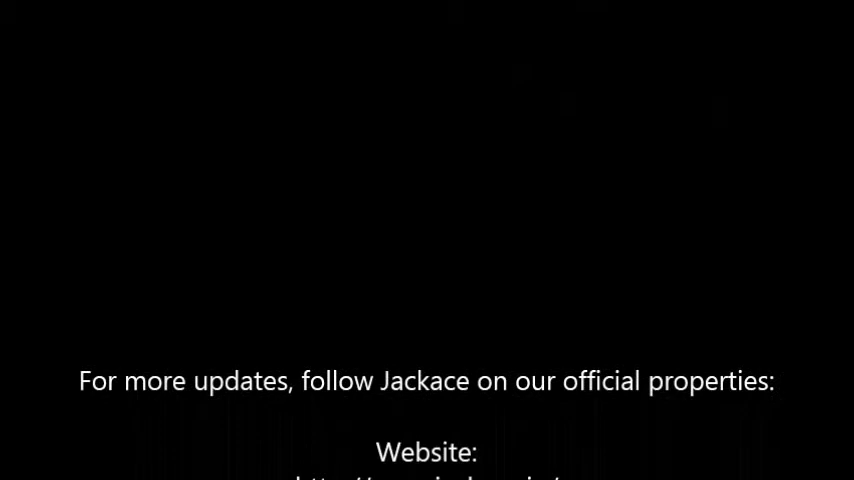 For more updates, follow Jackace on our official properties:
Website: